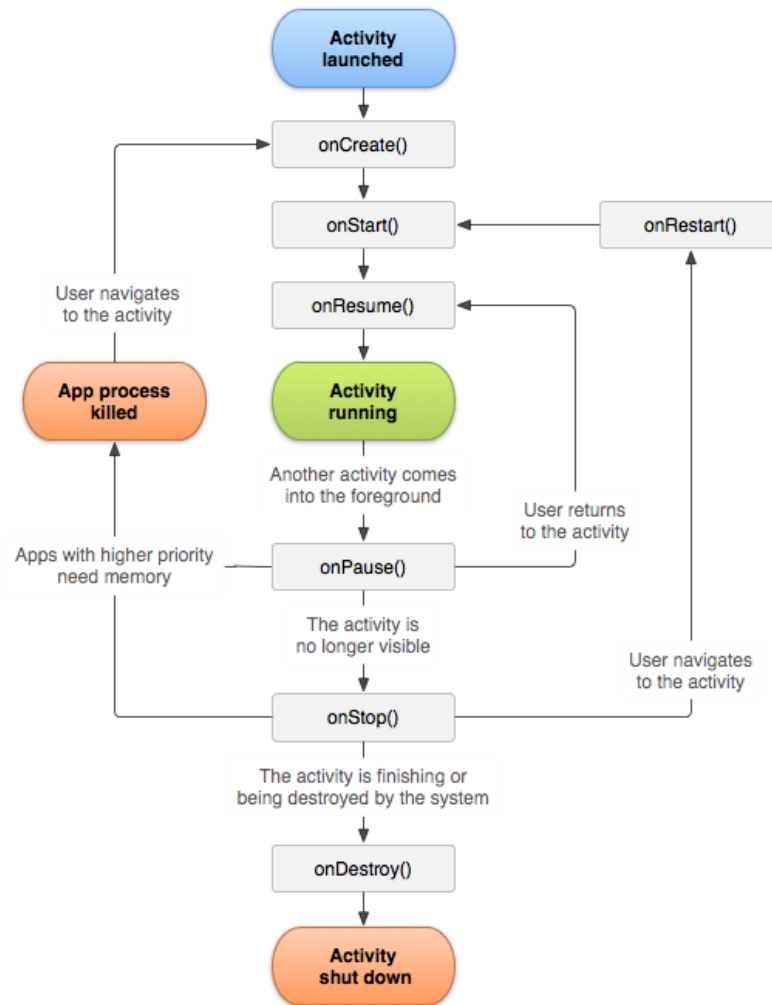 Activity
launched
onCreate()
onStart()
onRestart()
User navigates
to the activity
onResume()
App process
killed
Activity
running
Another activity comes
into the foreground
User returns
to the activity
Apps with higher priority
need memory
onPause()
The activity is
no longer visible
User navigates
to the activity
onStop()
The activity is finishing or
being destroyed by the system
onDestroy()
Activity
shut down